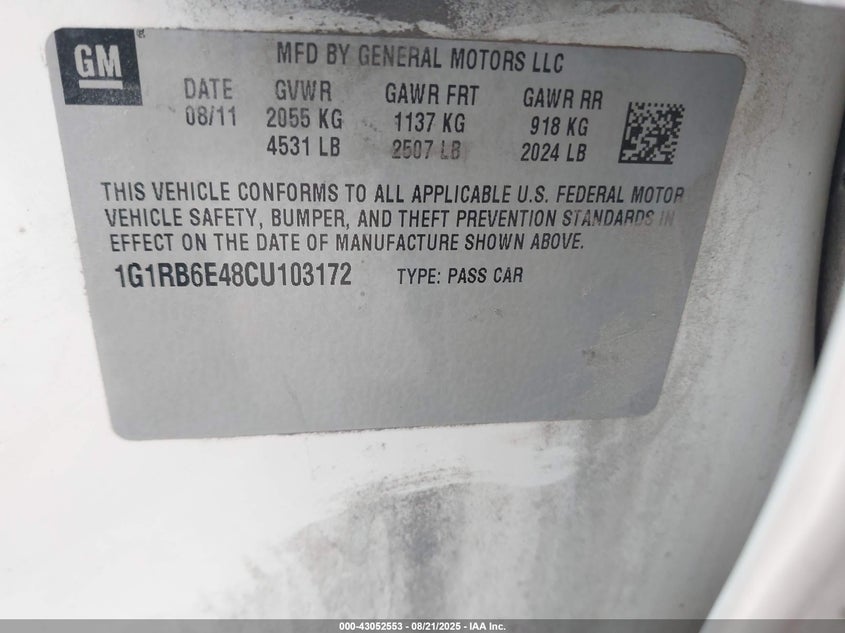 GM
MFD BY GENERAL MOTORS LLC
DATE GVWR GAWR FRT GAWR RR
08/11 2055 KG 1137 KG 918 KG
4531 LB 2507 LB 2024 LB
THIS VEHICLE CONFORMS TO ALL APPLICABLE U.S. FEDERAL MOTOR
VEHICLE SAFETY, BUMPER, AND THEFT PREVENTION STANDARDS IN
EFFECT ON THE DATE OF MANUFACTURE SHOWN ABOVE.
1G1RB6E48CU103172 TYPE: PASS CAR
000-43052553 - 08/21/2025 - IAA Inc.